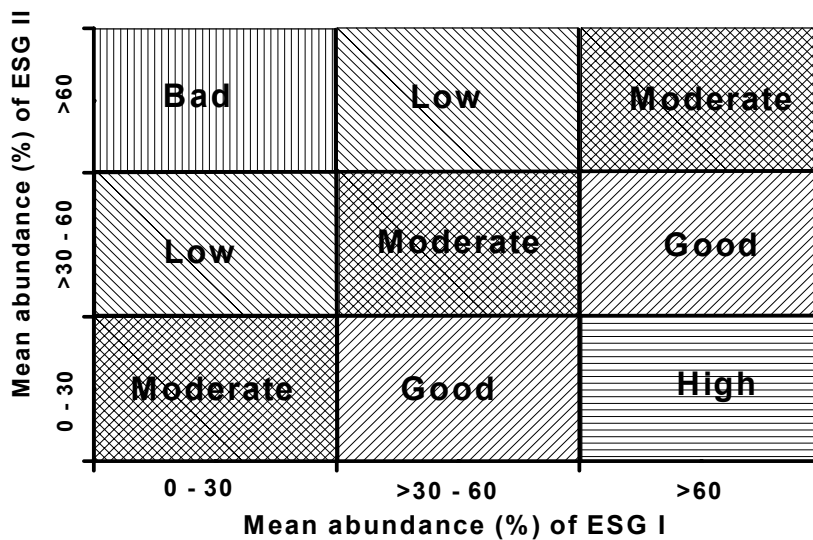 Mean abundance (%) of ESG II
>60
Bad
Low
Moderate
>30 - 60
Low
Moderate
Good
0 - 30
Moderate
Good
High
0 - 30
>30 - 60
>60
Mean abundance (%) of ESG I